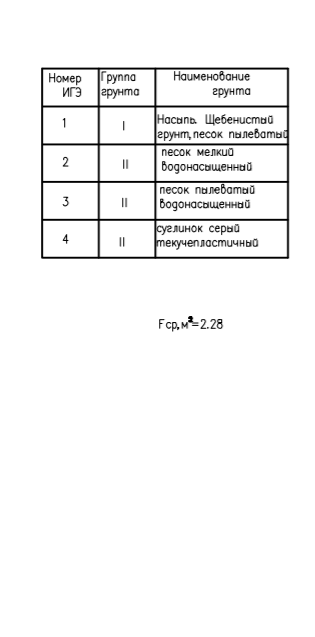 Номер Группа Наименование
ИГЭ грунта грунта
1 I Насыпь. Щебенистый
грунт, песок пылеватый
2 II песок мелкий
водонасыщенный
3 II песок пылеватый
водонасыщенный
4 II суглинок серый
текучепластичный
Fср, м²=2.28